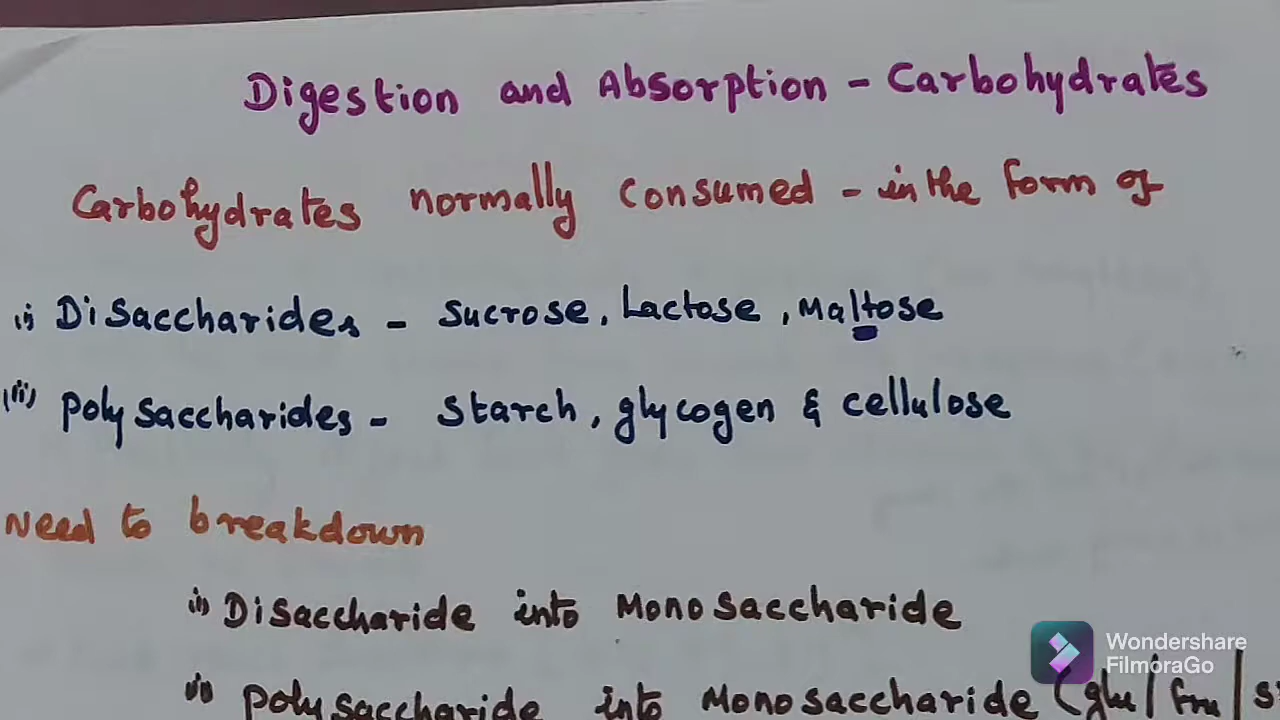 Digestion and Absorption - Carbohydrates
Carbohydrates normally consumed - in the form of
i) Disaccharides - Sucrose, Lactose, Maltose
(ii) Polysaccharides - Starch, glycogen & cellulose
Need to breakdown
i) Disaccharide into Monosaccharide
ii) Polysaccharide into Monosaccharide (glu/fru/
Wondershare
FilmoraGo